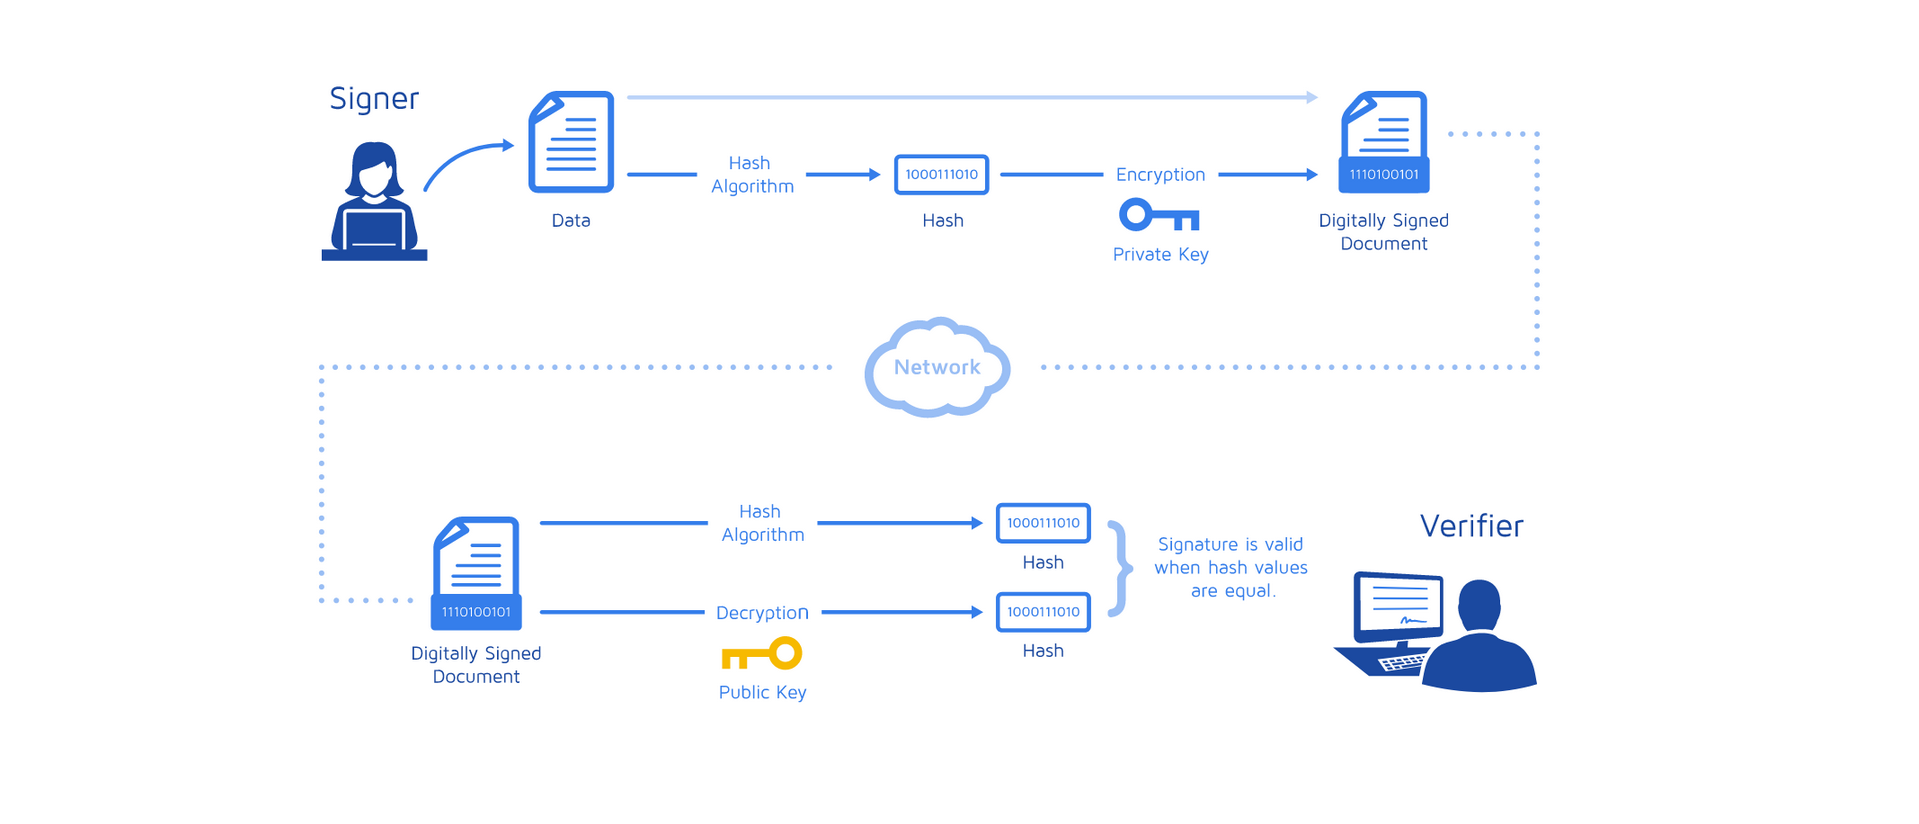 Signer
Data
Hash
Algorithm
1000111010
Hash
Encryption
Private Key
1110100101
Digitally Signed
Document
Network
1110100101
Digitally Signed
Document
Hash
Algorithm
1000111010
Hash
Decryption
Public Key
1000111010
Hash
Signature is valid
when hash values
are equal.
Verifier